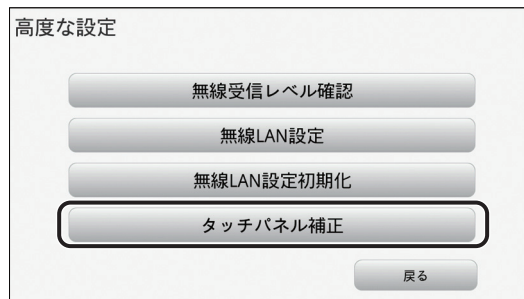 高度な設定
無線受信レベル確認
無線LAN設定
無線LAN設定初期化
タッチパネル補正
戻る